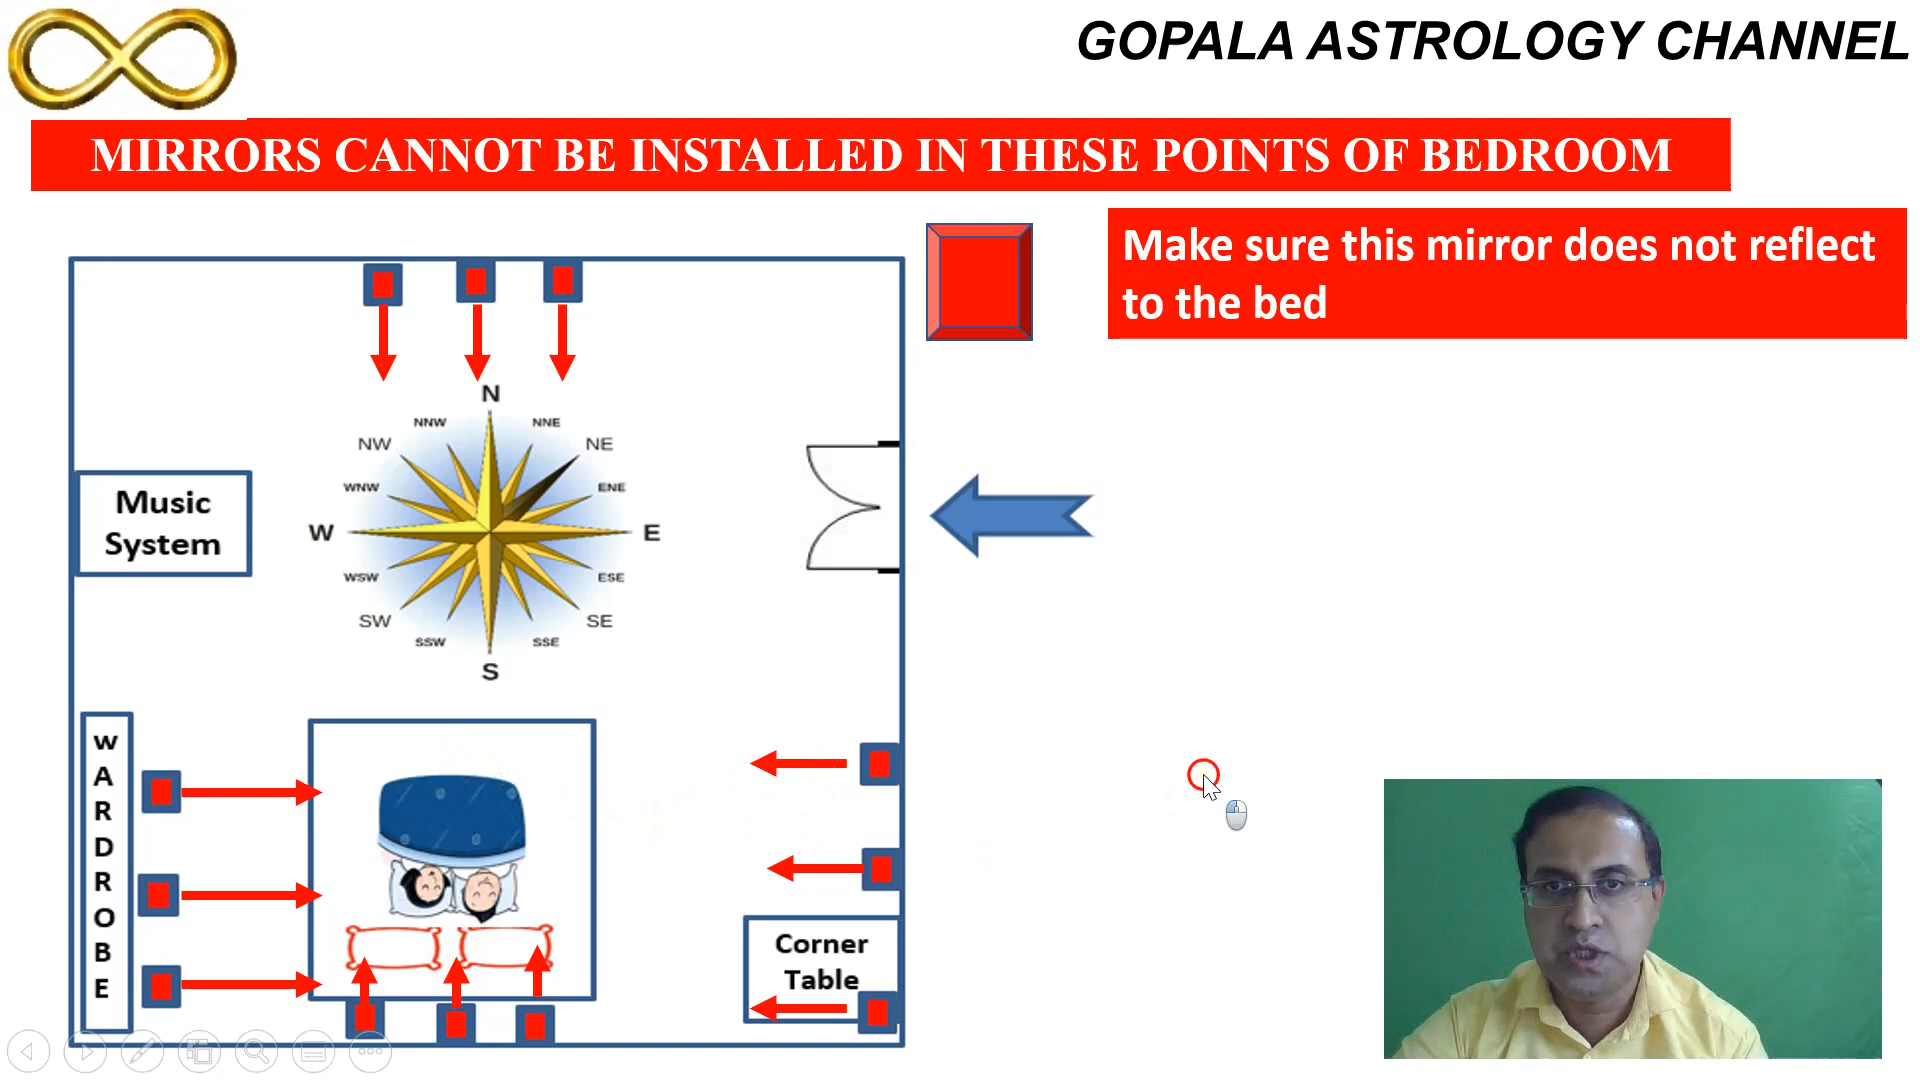 GOPALA ASTROLOGY CHANNEL
MIRRORS CANNOT BE INSTALLED IN THESE POINTS OF BEDROOM
Make sure this mirror does not reflect
to the bed
N
NNW
NNE
NW
NE
WNW
ENE
W
E
WSW
ESE
SW
SE
SSW
SSE
S
Music
System
W
A
R
D
R
O
B
E
Corner
Table